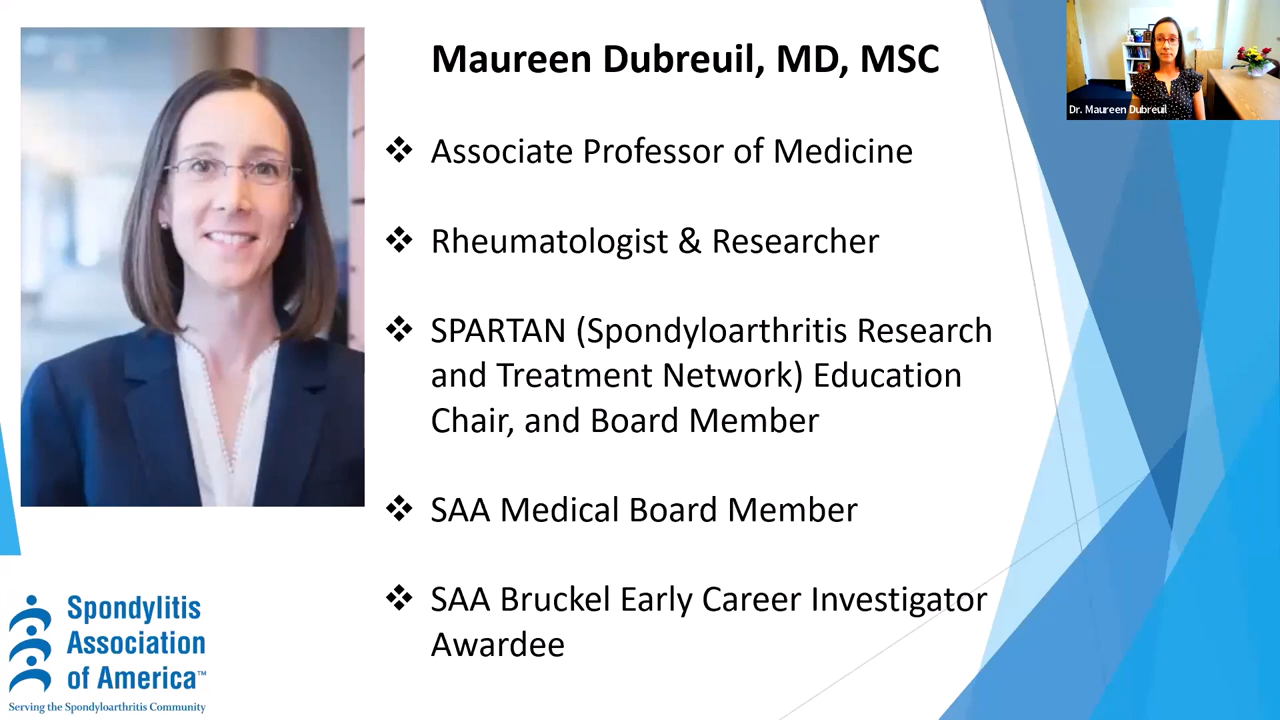 Maureen Dubreuil, MD, MSC
Dr. Maureen Dubreuil
❖ Associate Professor of Medicine
❖ Rheumatologist & Researcher
❖ SPARTAN (Spondyloarthritis Research
and Treatment Network) Education
Chair, and Board Member
❖ SAA Medical Board Member
❖ SAA Bruckel Early Career Investigator
Awardee
Spondylitis
Association
of America™
Serving the Spondyloarthritis Community